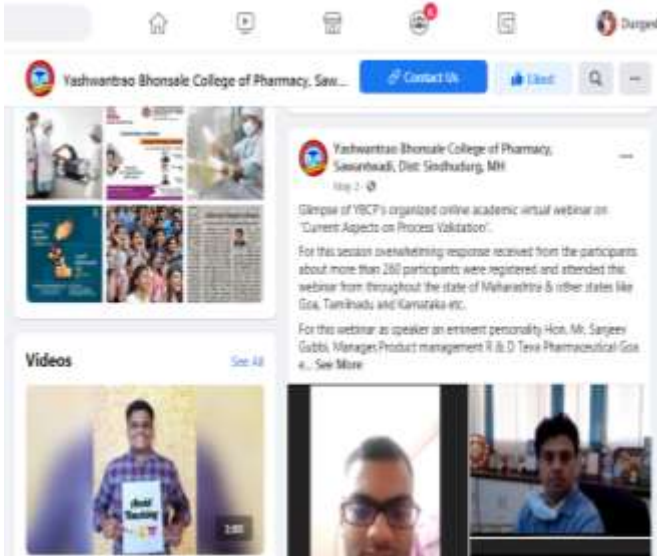 Durged
Yashwantrao Bhonsale College of Pharmacy, Saw...
Contact Us
Liked
Yashwantrao Bhonsale College of Pharmacy,
Sawantwadi, Dist: Sindhudurg, MH
May 2
Glimpse of YBCP's organized online academic virtual webinar on
"Current Aspects on Process Validation".
For this session overwhelming response received from the participants
about more than 260 participants were registered and attended this
webinar from throughout the state of Maharashtra & other states like
Goa, Tamilnadu and Karnataka etc.
For this webinar as speaker an eminent personality Hon. Mr. Sanjeev
Gubbi, Manager, Product management R & D Teva Pharmaceutical Goa
e... See More
Videos
See All